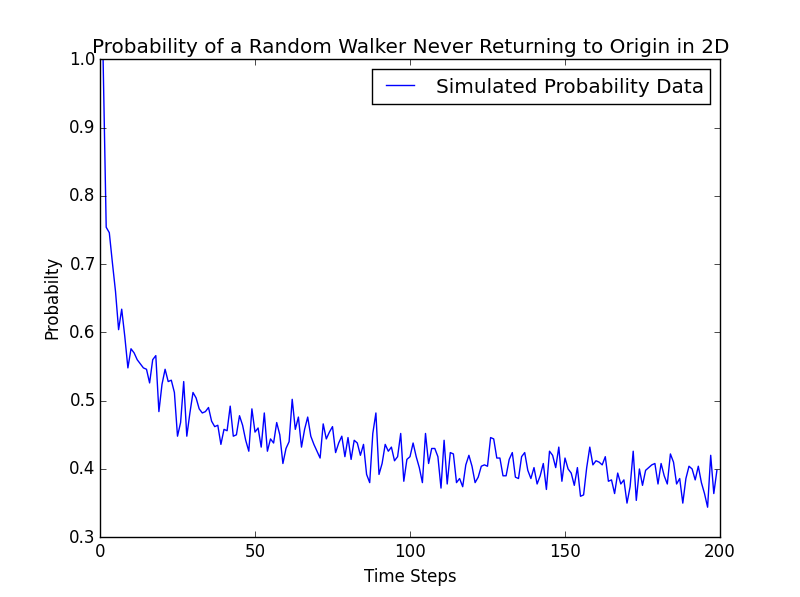 Probability of a Random Walker Never Returning to Origin in 2D
Simulated Probability Data
1.0
0.9
0.8
0.7
0.6
0.5
0.4
0.3
Probabilty
0 50 100 150 200
Time Steps